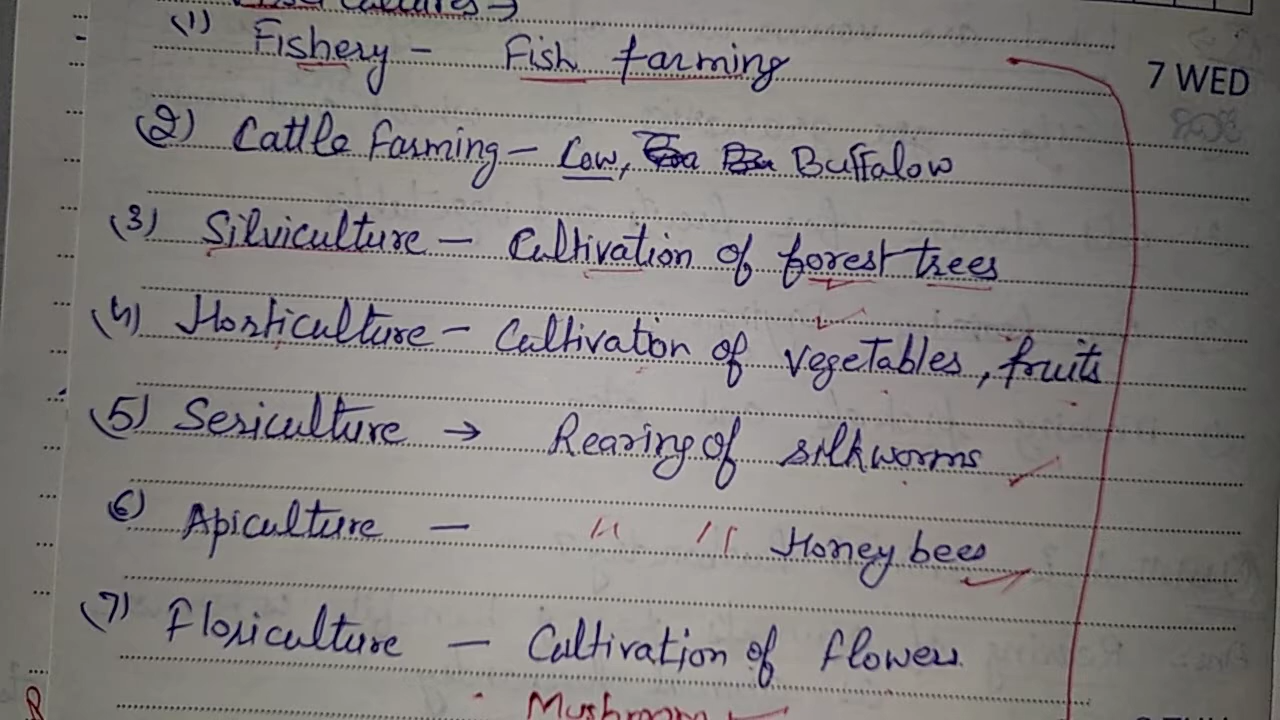 (1) Fishery - Fish farming
7 WED
(2) Cattle farming - Cow, Buffalow
(3) Silviculture - Cultivation of forest trees
(4) Horticulture - Cultivation of vegetables, fruits
(5) Sericulture → Rearing of silkworms
(6) Apiculture - " " Honey bees
(7) Floriculture - Cultivation of flowers
Mushroom